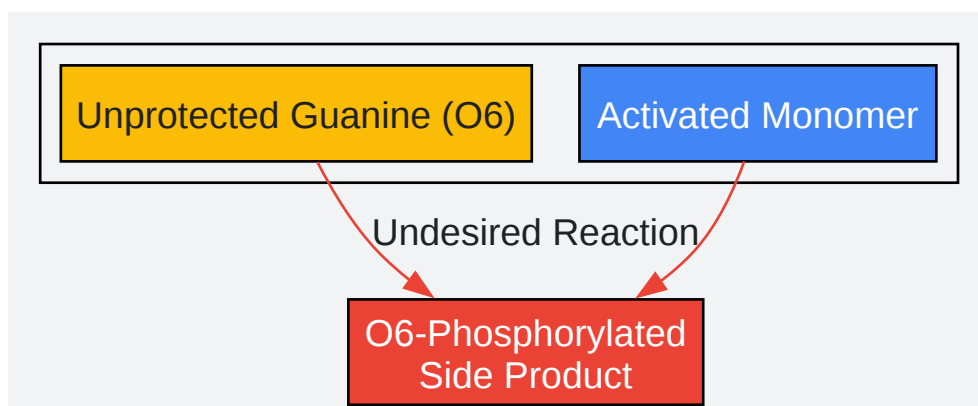 Unprotected Guanine (O6)
Activated Monomer
Undesired Reaction
O6-Phosphorylated
Side Product